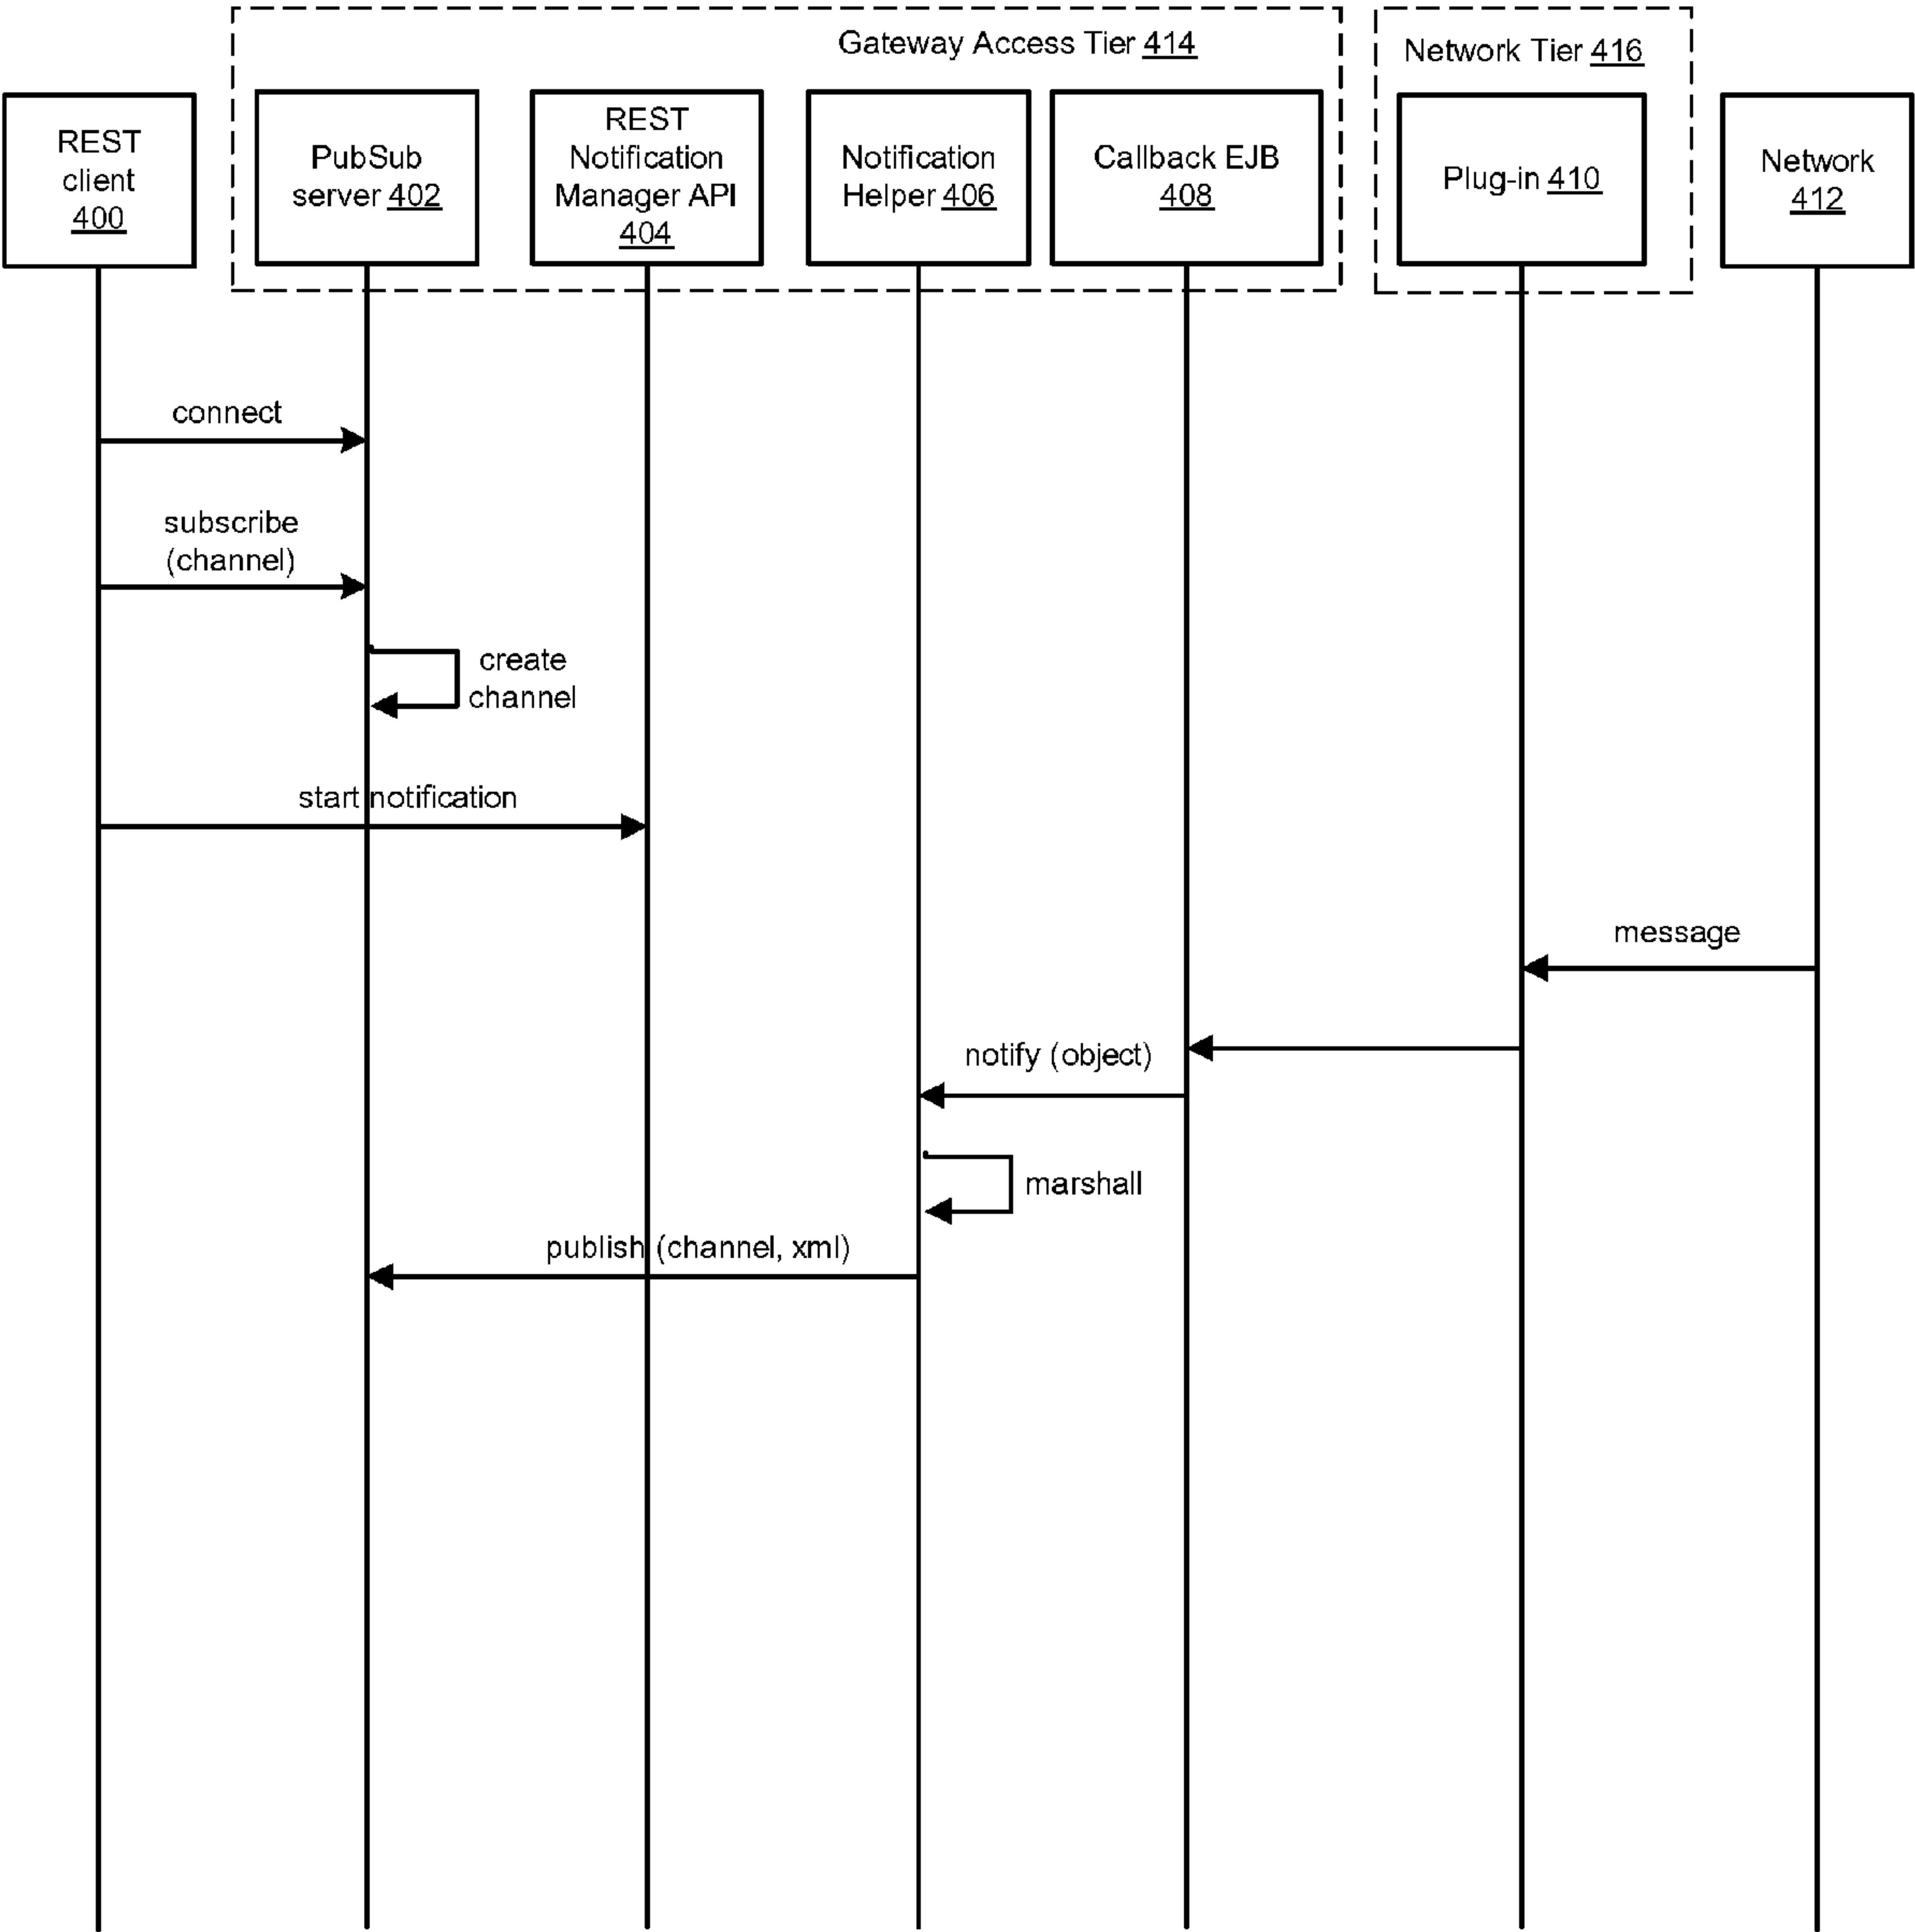 Gateway Access Tier 414
Network Tier 416
REST
client
400
PubSub
server 402
REST
Notification
Manager API
404
Notification
Helper 406
Callback EJB
408
Plug-in 410
Network
412
connect
subscribe
(channel)
create
channel
start notification
message
notify (object)
marshall
publish (channel, xml)